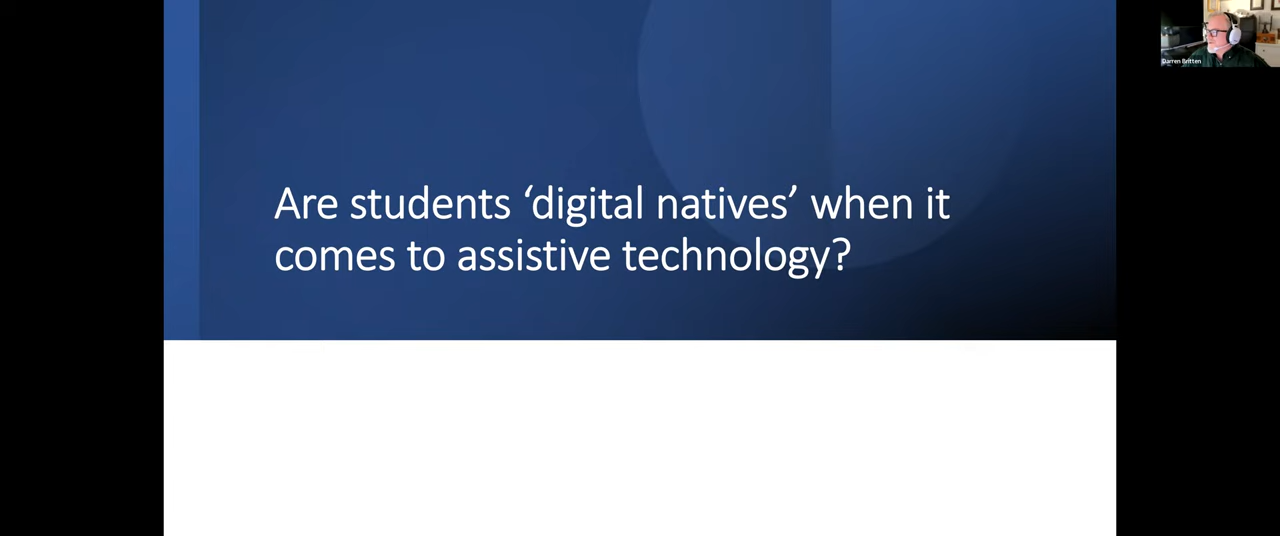 Are students ‘digital natives’ when it
comes to assistive technology?
Darren Britten